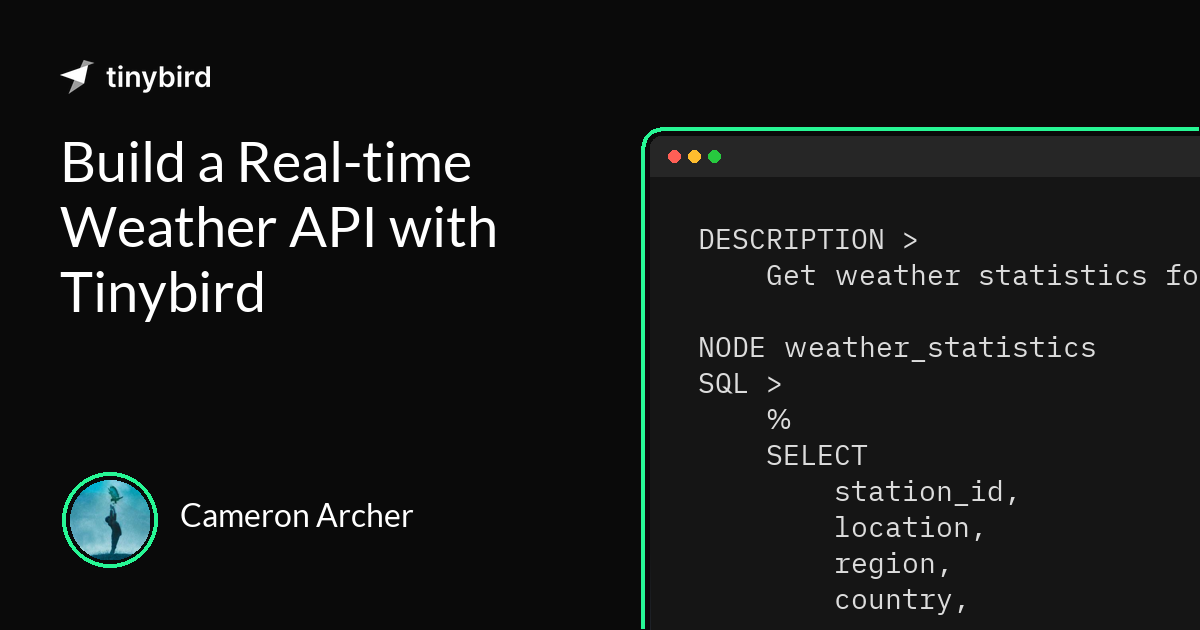 tinybird
Build a Real-time
Weather API with
Tinybird
Cameron Archer
DESCRIPTION >
Get weather statistics fo
NODE weather_statistics
SQL >
%
SELECT
station_id,
location,
region,
country,